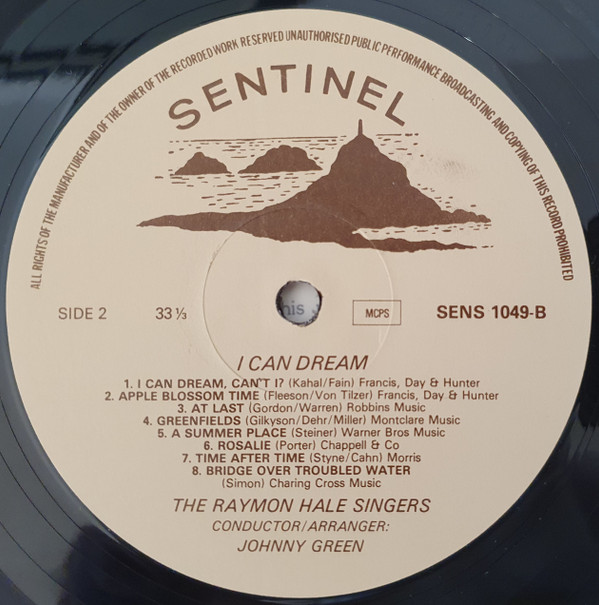 ALL RIGHTS OF THE MANUFACTURER AND OF THE OWNER OF THE RECORDED WORK RESERVED UNAUTHORISED PUBLIC PERFORMANCE BROADCASTING AND COPYING OF THIS RECORD PROHIBITED
SENTINEL
SIDE 2 33 ⅓ his MCPS SENS 1049-B
I CAN DREAM
1. I CAN DREAM, CAN'T I? (Kahal/Fain) Francis, Day & Hunter
2. APPLE BLOSSOM TIME (Fleeson/Von Tilzer) Francis, Day & Hunter
3. AT LAST (Gordon/Warren) Robbins Music
4. GREENFIELDS (Gilkyson/Dehr/Miller) Montclare Music
5. A SUMMER PLACE (Steiner) Warner Bros Music
6. ROSALIE (Porter) Chappell & Co
7. TIME AFTER TIME (Styne/Cahn) Morris
8. BRIDGE OVER TROUBLED WATER
(Simon) Charing Cross Music
THE RAYMON HALE SINGERS
CONDUCTOR/ARRANGER:
JOHNNY GREEN